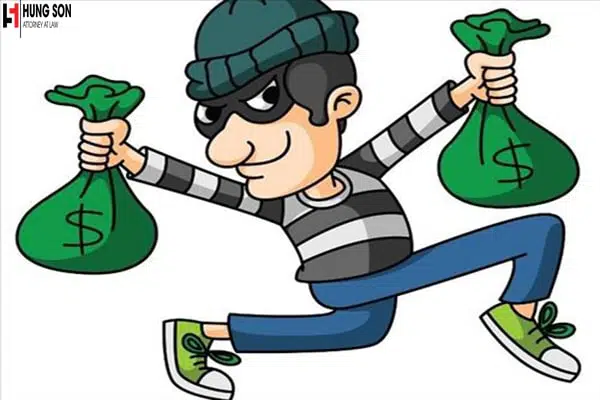 HUNG SON
ATTORNEY AT LAW
$
$